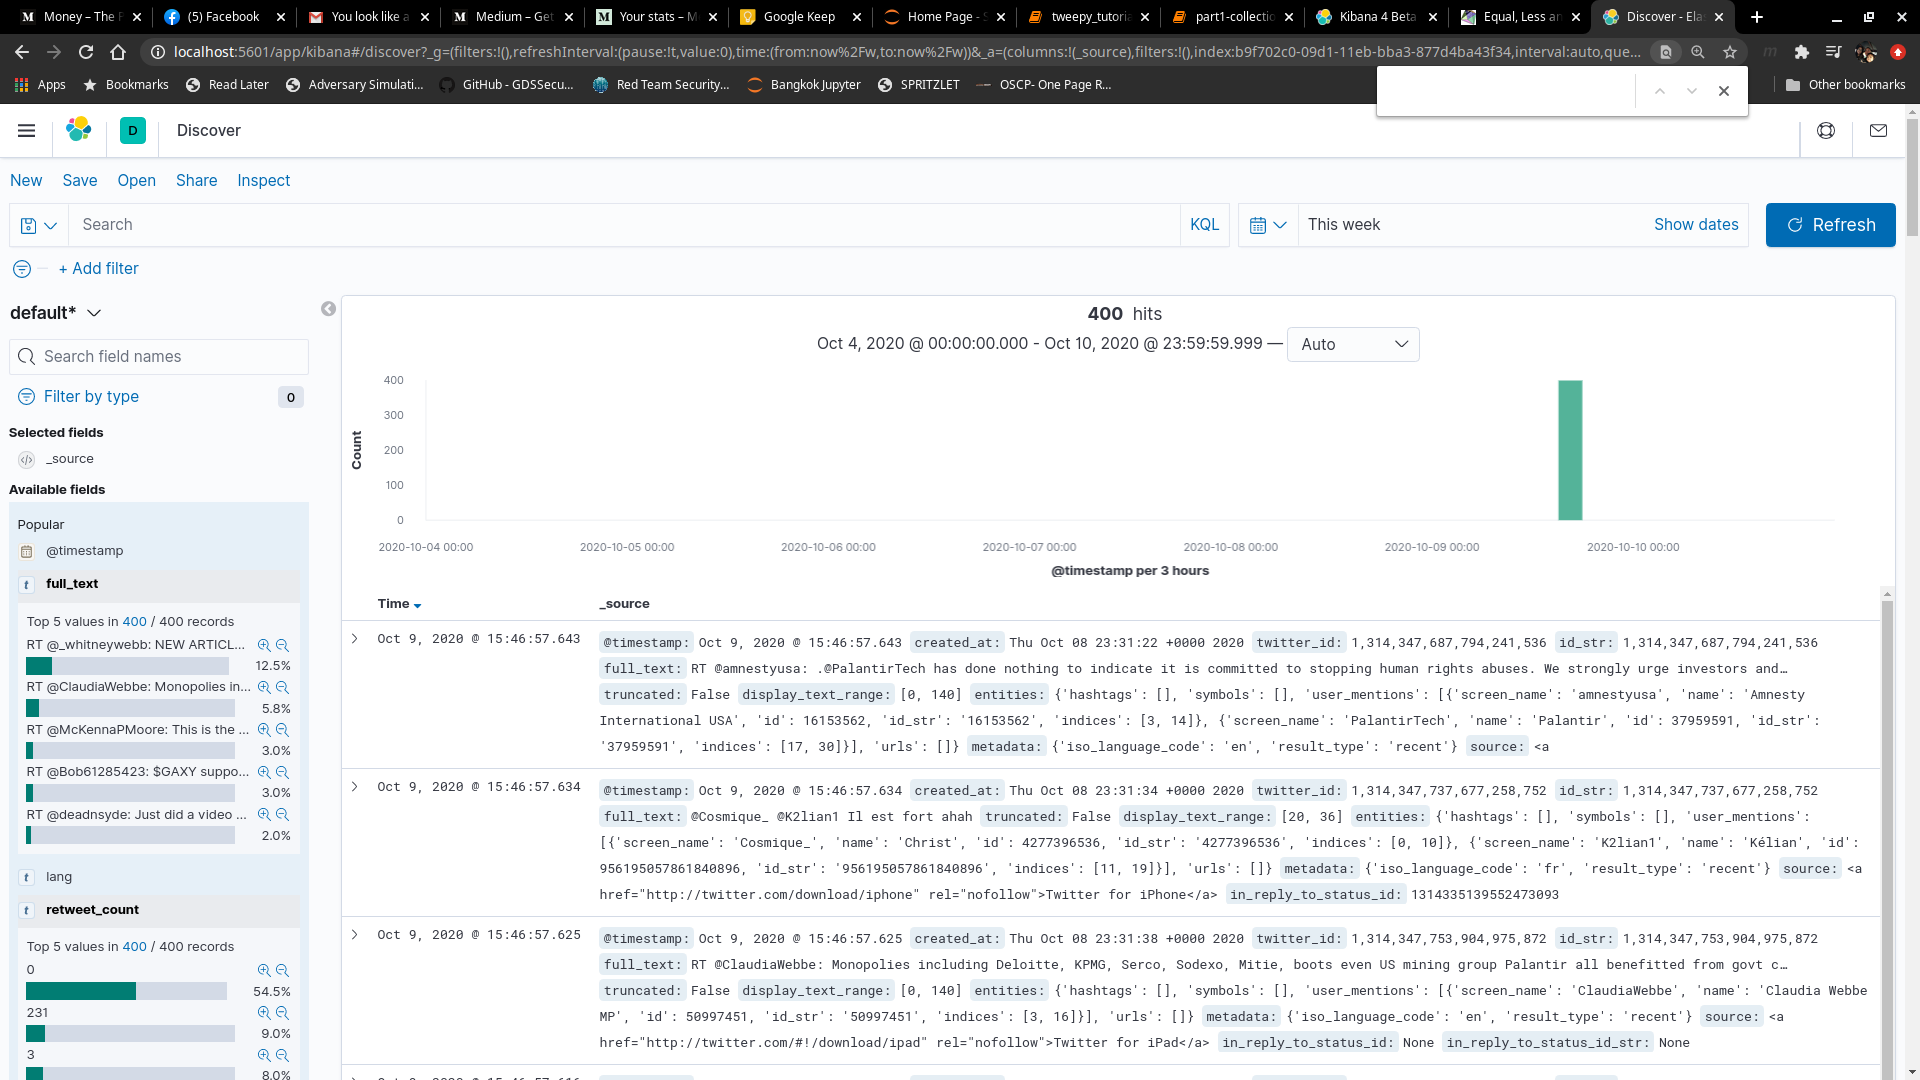 Money – The F
(5) Facebook
You look like a
Medium – Get
Your stats – M
Google Keep
Home Page - S
tweepy_tutoria
part1-collectio
Kibana 4 Beta
Equal, Less an
Discover - Elas
localhost:5601/app/kibana#/discover?_g=(filters:!(),refreshInterval:(pause:!t,value:0),time:(from:now%2Fw,to:now%2Fw))&_a=(columns:!(_source),filters:!(),index:b9f702c0-09d1-11eb-bba3-877d4ba43f34,interval:auto,que...
Apps
Bookmarks
Read Later
Adversary Simulati...
GitHub - GDSSecu...
Red Team Security...
Bangkok Jupyter
SPRITZLET
OSCP- One Page R...
Other bookmarks
D
Discover
New
Save
Open
Share
Inspect
Search
KQL
This week
Show dates
Refresh
+ Add filter
default*
Search field names
Filter by type
0
Selected fields
_source
Available fields
Popular
@timestamp
t full_text
Top 5 values in 400 / 400 records
RT @_whitneywebb: NEW ARTICL...
12.5%
RT @ClaudiaWebbe: Monopolies in...
5.8%
RT @McKennaPMoore: This is the ...
3.0%
RT @Bob61285423: $GAXY suppo...
3.0%
RT @deadnsyde: Just did a video ...
2.0%
t lang
t retweet_count
Top 5 values in 400 / 400 records
0
54.5%
231
9.0%
3
8.0%
400 hits
Oct 4, 2020 @ 00:00:00.000 - Oct 10, 2020 @ 23:59:59.999 —
Auto
Count
400
300
200
100
0
2020-10-04 00:00
2020-10-05 00:00
2020-10-06 00:00
2020-10-07 00:00
2020-10-08 00:00
2020-10-09 00:00
2020-10-10 00:00
@timestamp per 3 hours
Time
_source
Oct 9, 2020 @ 15:46:57.643
@timestamp: Oct 9, 2020 @ 15:46:57.643 created_at: Thu Oct 08 23:31:22 +0000 2020 twitter_id: 1,314,347,687,794,241,536 id_str: 1,314,347,687,794,241,536
full_text: RT @amnestyusa: .@PalantirTech has done nothing to indicate it is committed to stopping human rights abuses. We strongly urge investors and…
truncated: False display_text_range: [0, 140] entities: {'hashtags': [], 'symbols': [], 'user_mentions': [{'screen_name': 'amnestyusa', 'name': 'Amnesty
International USA', 'id': 16153562, 'id_str': '16153562', 'indices': [3, 14]}, {'screen_name': 'PalantirTech', 'name': 'Palantir', 'id': 37959591, 'id_str':
'37959591', 'indices': [17, 30]}], 'urls': []} metadata: {'iso_language_code': 'en', 'result_type': 'recent'} source: <a
Oct 9, 2020 @ 15:46:57.634
@timestamp: Oct 9, 2020 @ 15:46:57.634 created_at: Thu Oct 08 23:31:34 +0000 2020 twitter_id: 1,314,347,737,677,258,752 id_str: 1,314,347,737,677,258,752
full_text: @Cosmique_ @K2lian1 Il est fort ahah truncated: False display_text_range: [20, 36] entities: {'hashtags': [], 'symbols': [], 'user_mentions':
[{'screen_name': 'Cosmique_', 'name': 'Christ', 'id': 4277396536, 'id_str': '4277396536', 'indices': [0, 10]}, {'screen_name': 'K2lian1', 'name': 'Kélian', 'id':
956195057861840896, 'id_str': '956195057861840896', 'indices': [11, 19]}], 'urls': []} metadata: {'iso_language_code': 'fr', 'result_type': 'recent'} source: <a
href="http://twitter.com/download/iphone" rel="nofollow">Twitter for iPhone</a> in_reply_to_status_id: 1314335139552473093
Oct 9, 2020 @ 15:46:57.625
@timestamp: Oct 9, 2020 @ 15:46:57.625 created_at: Thu Oct 08 23:31:38 +0000 2020 twitter_id: 1,314,347,753,904,975,872 id_str: 1,314,347,753,904,975,872
full_text: RT @ClaudiaWebbe: Monopolies including Deloitte, KPMG, Serco, Sodexo, Mitie, boots even US mining group Palantir all benefitted from govt c…
truncated: False display_text_range: [0, 140] entities: {'hashtags': [], 'symbols': [], 'user_mentions': [{'screen_name': 'ClaudiaWebbe', 'name': 'Claudia Webbe
MP', 'id': 50997451, 'id_str': '50997451', 'indices': [3, 16]}], 'urls': []} metadata: {'iso_language_code': 'en', 'result_type': 'recent'} source: <a
href="http://twitter.com/#!/download/ipad" rel="nofollow">Twitter for iPad</a> in_reply_to_status_id: None in_reply_to_status_id_str: None